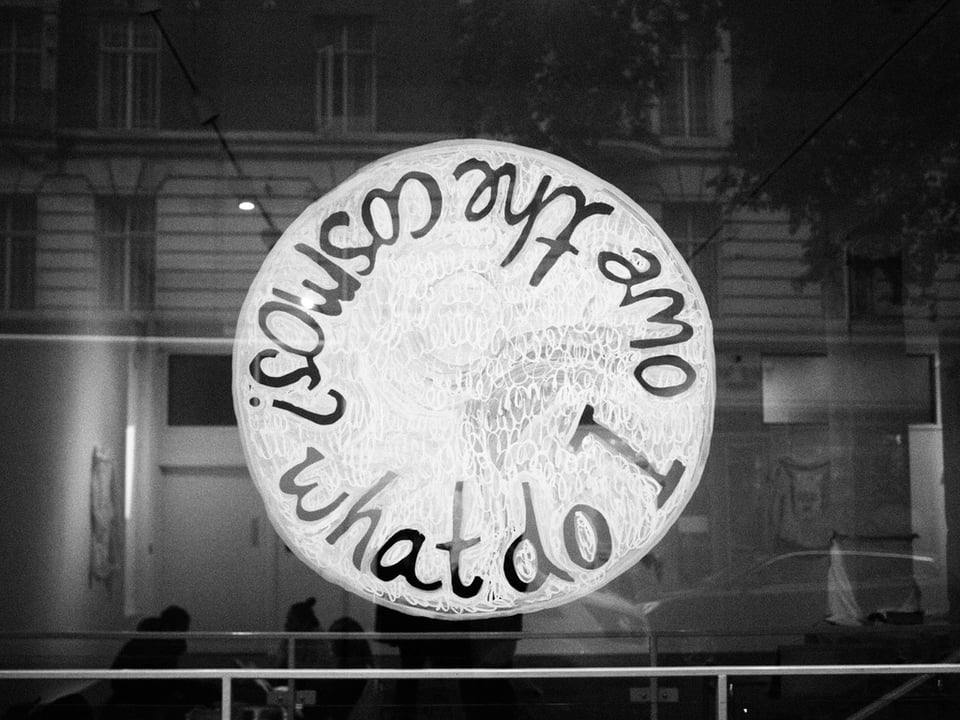 what do I owe the cosmos?